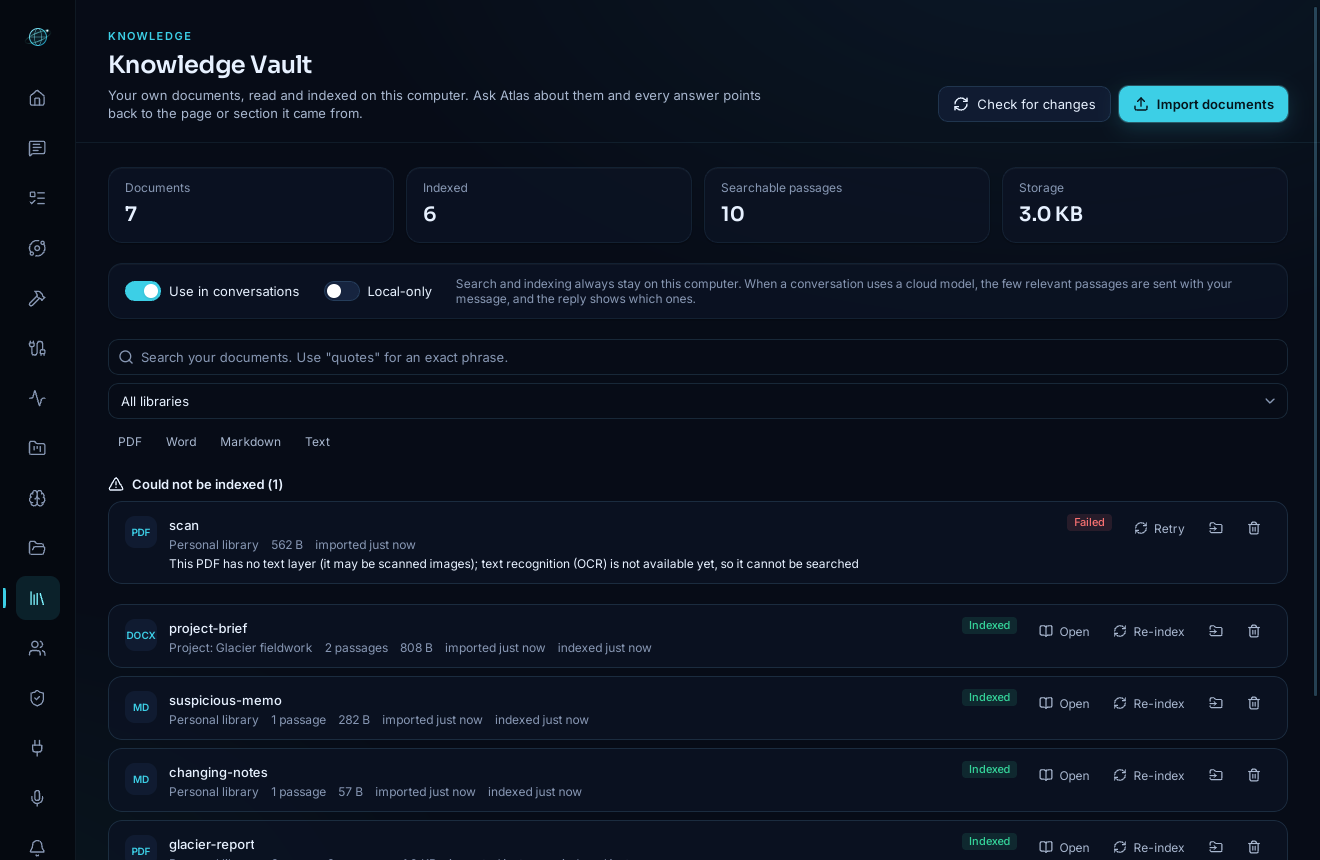 KNOWLEDGE
Knowledge Vault
Your own documents, read and indexed on this computer. Ask Atlas about them and every answer points
back to the page or section it came from.
Check for changes
Import documents
Documents
7
Indexed
6
Searchable passages
10
Storage
3.0 KB
Use in conversations
Local-only
Search and indexing always stay on this computer. When a conversation uses a cloud model, the few relevant passages are sent with your
message, and the reply shows which ones.
Search your documents. Use "quotes" for an exact phrase.
All libraries
PDF Word Markdown Text
Could not be indexed (1)
PDF
scan
Failed
Retry
Personal library 562 B imported just now
This PDF has no text layer (it may be scanned images); text recognition (OCR) is not available yet, so it cannot be searched
DOCX
project-brief
Indexed
Open
Re-index
Project: Glacier fieldwork 2 passages 808 B imported just now indexed just now
MD
suspicious-memo
Indexed
Open
Re-index
Personal library 1 passage 282 B imported just now indexed just now
MD
changing-notes
Indexed
Open
Re-index
Personal library 1 passage 57 B imported just now indexed just now
PDF
glacier-report
Indexed
Open
Re-index